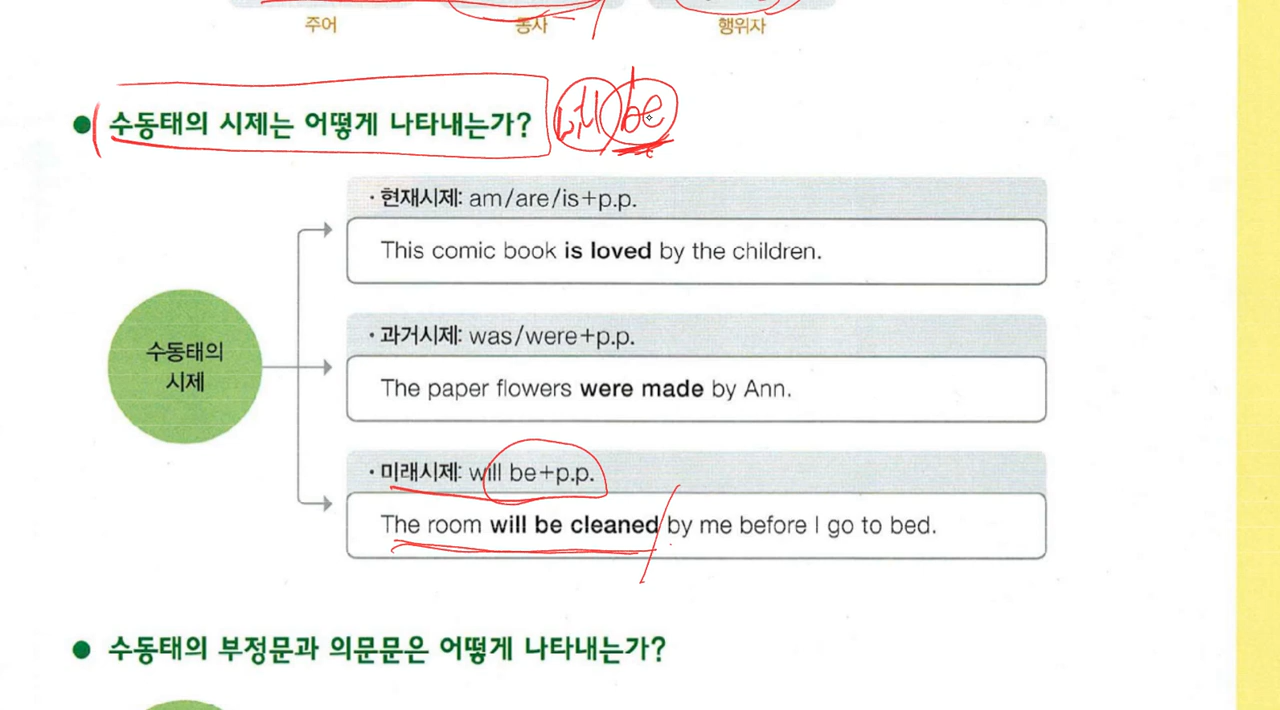 주어 동사 행위자
● 수동태의 시제는 어떻게 나타내는가? will be
· 현재시제: am/are/is+p.p.
This comic book is loved by the children.
수동태의
시제
· 과거시제: was/were+p.p.
The paper flowers were made by Ann.
· 미래시제: will be+p.p.
The room will be cleaned by me before I go to bed.
● 수동태의 부정문과 의문문은 어떻게 나타내는가?